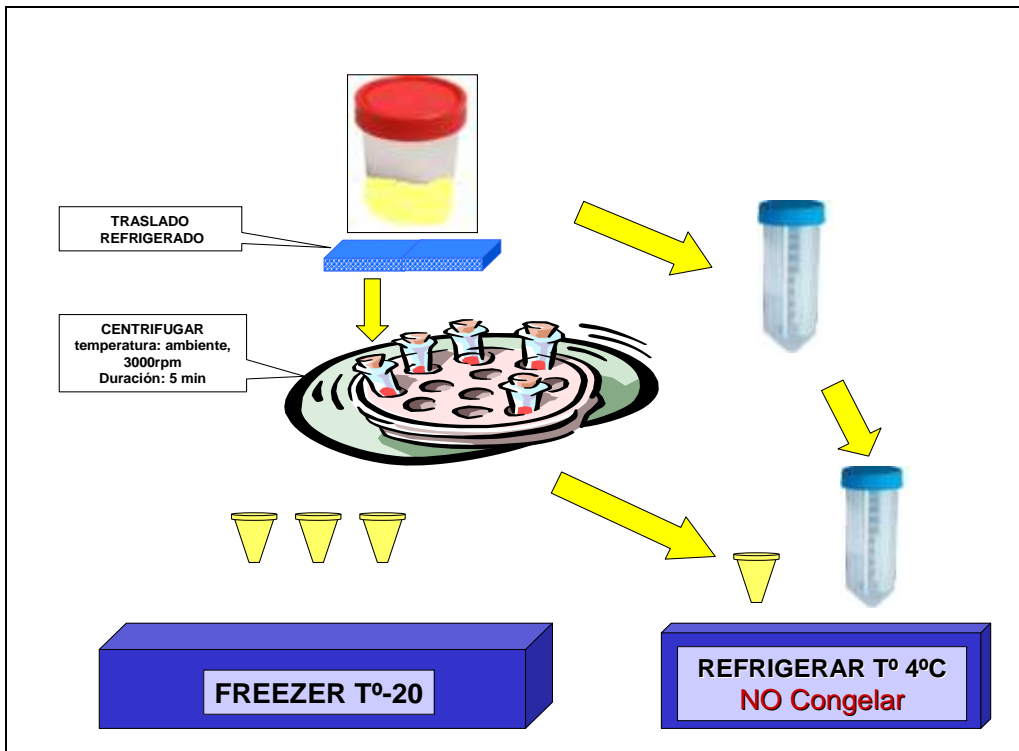 TRASLADO
REFRIGERADO
CENTRIFUGAR
temperatura: ambiente,
3000rpm
Duración: 5 min
FREEZER Tº-20
REFRIGERAR Tº 4ºC
NO Congelar